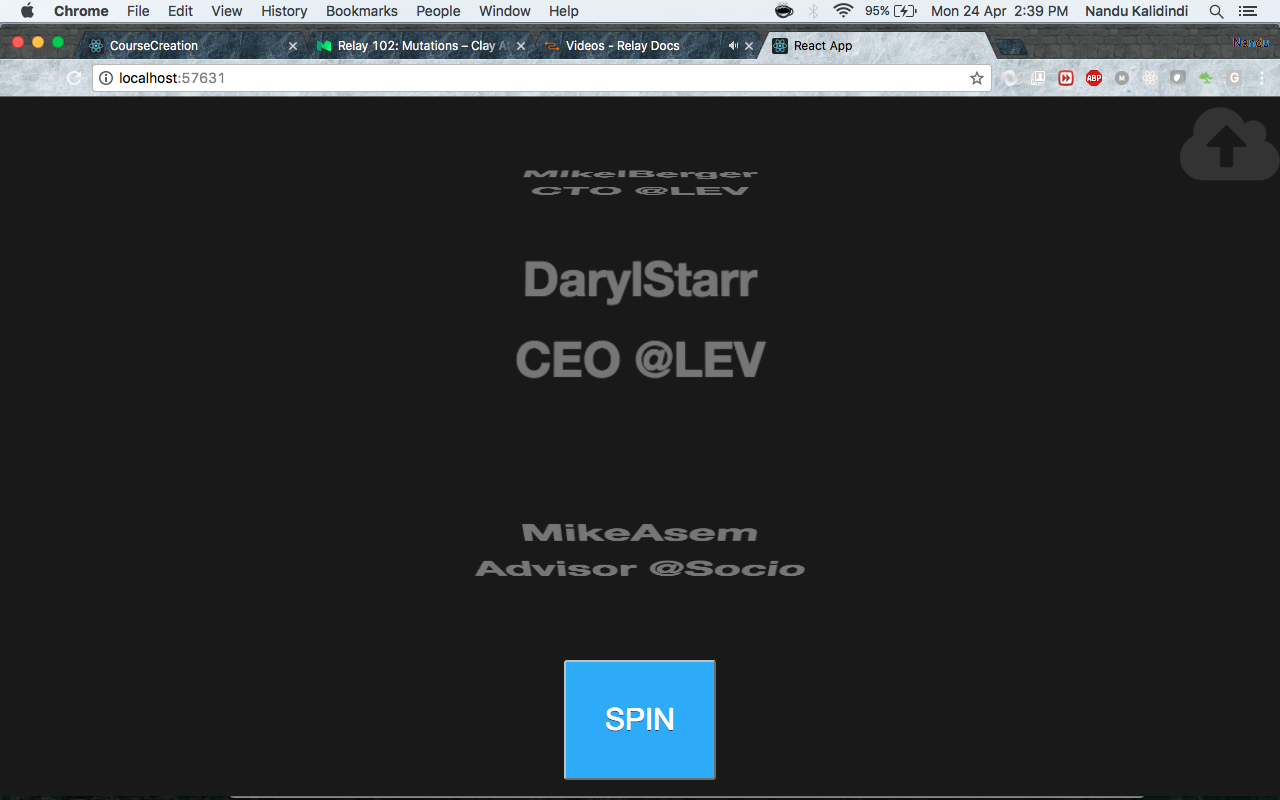 Chrome File Edit View History Bookmarks People Window Help 95% Mon 24 Apr 2:39 PM Nandu Kalidindi
CourseCreation Relay 102: Mutations – Clay A Videos - Relay Docs React App Nandu
localhost:57631 ABP M G
MikelBerger
CTO @LEV
DarylStarr
CEO @LEV
MikeAsem
Advisor @Socio
SPIN